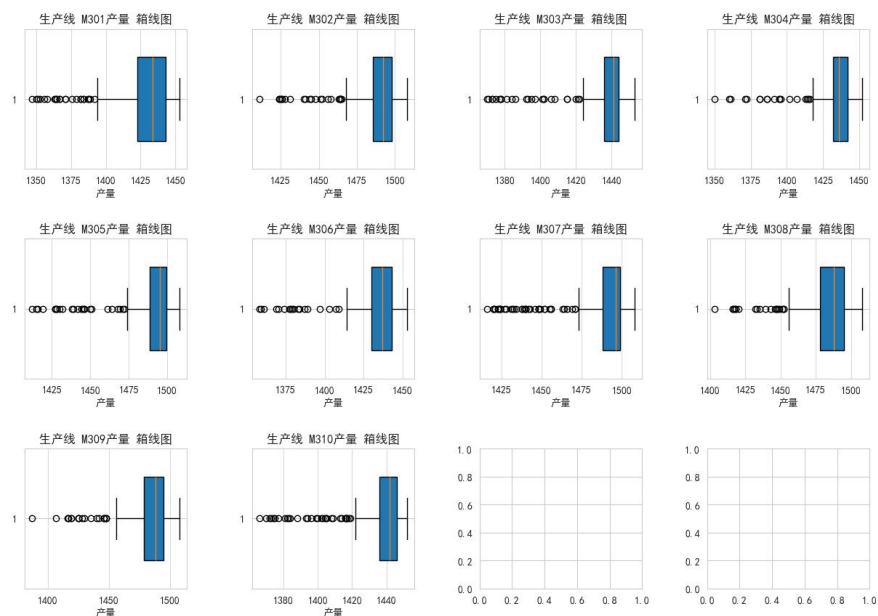 生产线 M301产量 箱线图
生产线 M302产量 箱线图
生产线 M303产量 箱线图
生产线 M304产量 箱线图
1
1
1
1
1350 1375 1400 1425 1450
1425 1450 1475 1500
1380 1400 1420 1440
1350 1375 1400 1425 1450
产量
产量
产量
产量
生产线 M305产量 箱线图
生产线 M306产量 箱线图
生产线 M307产量 箱线图
生产线 M308产量 箱线图
1
1
1
1
1425 1450 1475 1500
1375 1400 1425 1450
1425 1450 1475 1500
1400 1425 1450 1475 1500
产量
产量
产量
产量
生产线 M309产量 箱线图
生产线 M310产量 箱线图
1
1
1400 1450 1500
1360 1380 1400 1420 1440
产量
产量
1.0
0.8
0.6
0.4
0.2
0.0
0.0 0.2 0.4 0.6 0.8 1.0
1.0
0.8
0.6
0.4
0.2
0.0
0.0 0.2 0.4 0.6 0.8 1.0